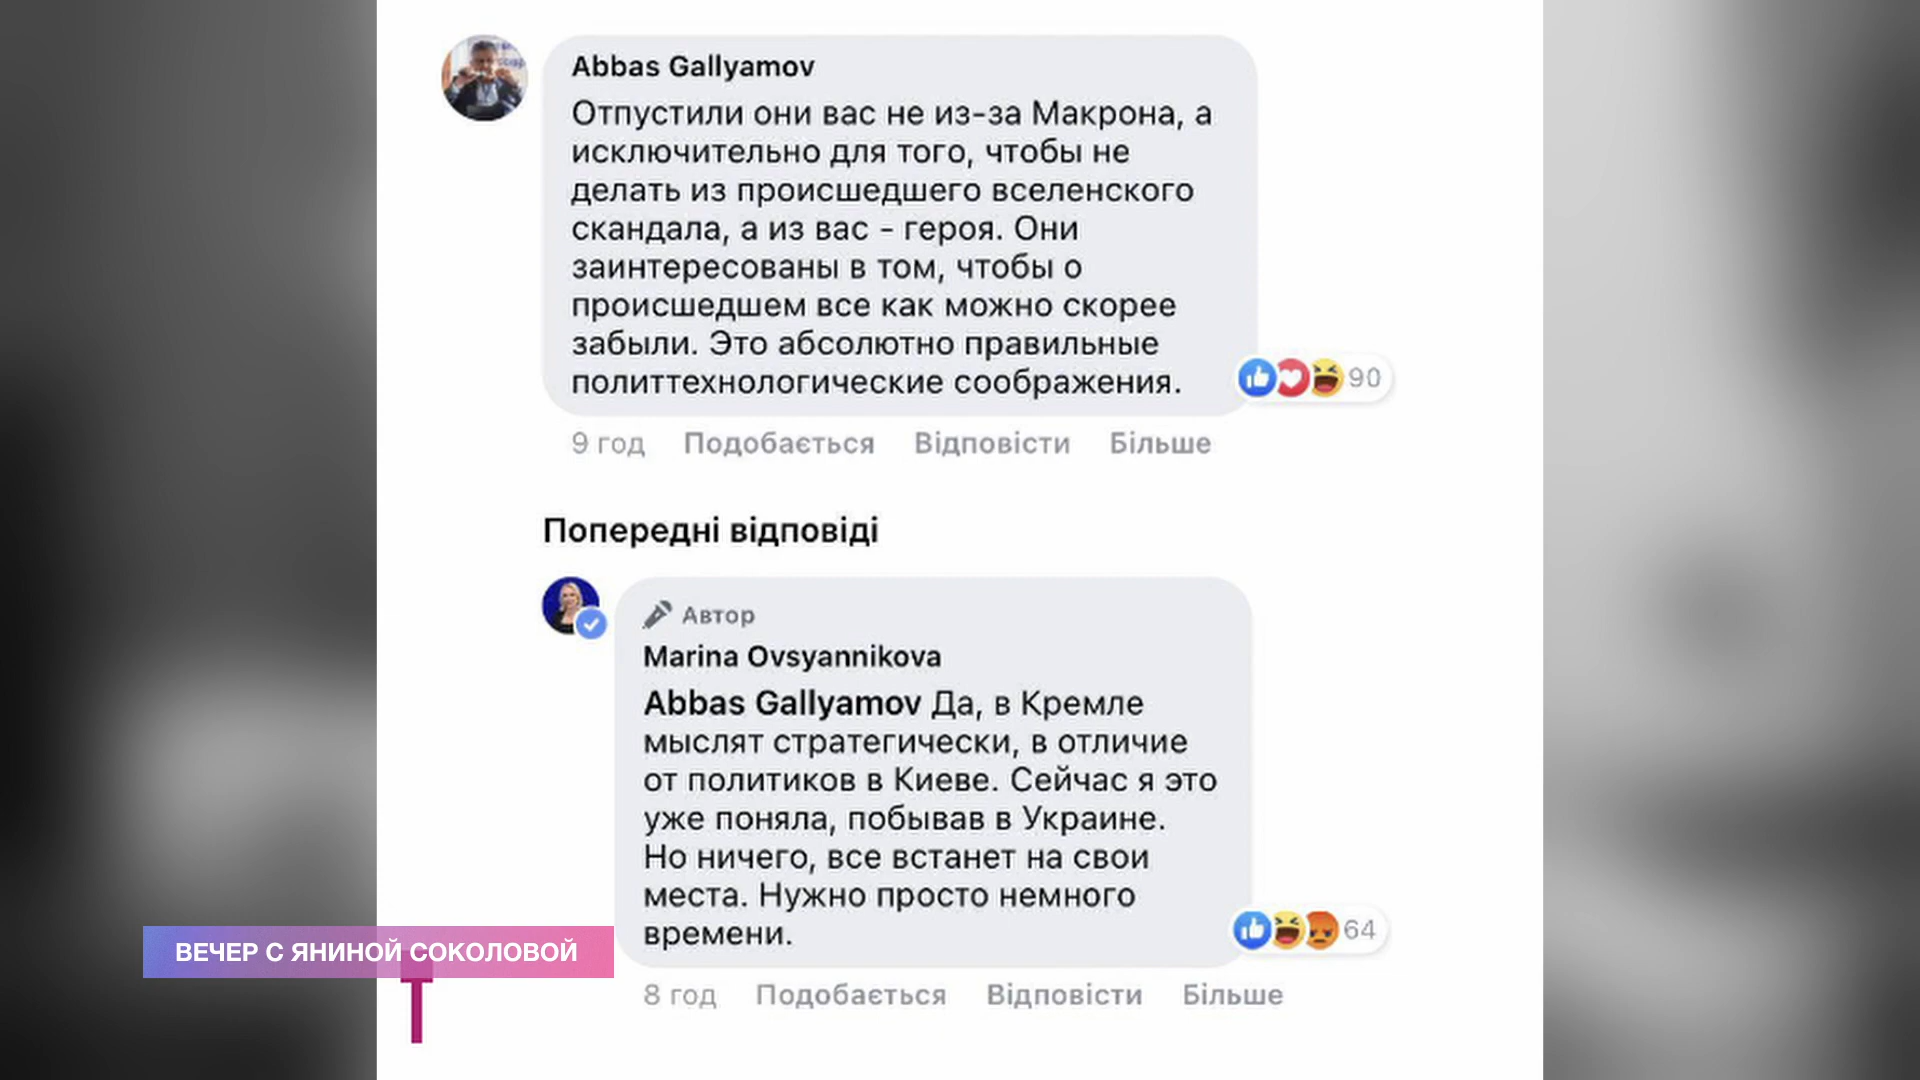 Abbas Gallyamov
Отпустили они вас не из-за Макрона, а
исключительно для того, чтобы не
делать из происшедшего вселенского
скандала, а из вас - героя. Они
заинтересованы в том, чтобы о
происшедшем все как можно скорее
забыли. Это абсолютно правильные
политтехнологические соображения.
90
9 год Подобається Відповісти Більше
Попередні відповіді
Автор
Marina Ovsyannikova
Abbas Gallyamov Да, в Кремле
мыслят стратегически, в отличие
от политиков в Киеве. Сейчас я это
уже поняла, побывав в Украине.
Но ничего, все встанет на свои
места. Нужно просто немного
времени.
64
8 год Подобається Відповісти Більше
ВЕЧЕР С ЯНИНОЙ СОКОЛОВОЙ